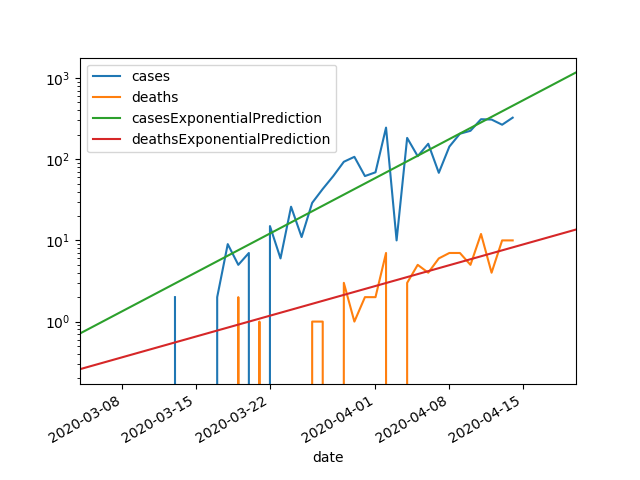 cases
deaths
casesExponentialPrediction
deathsExponentialPrediction
10³
10²
10¹
10⁰
2020-03-08
2020-03-15
2020-03-22
2020-04-01
2020-04-08
2020-04-15
date